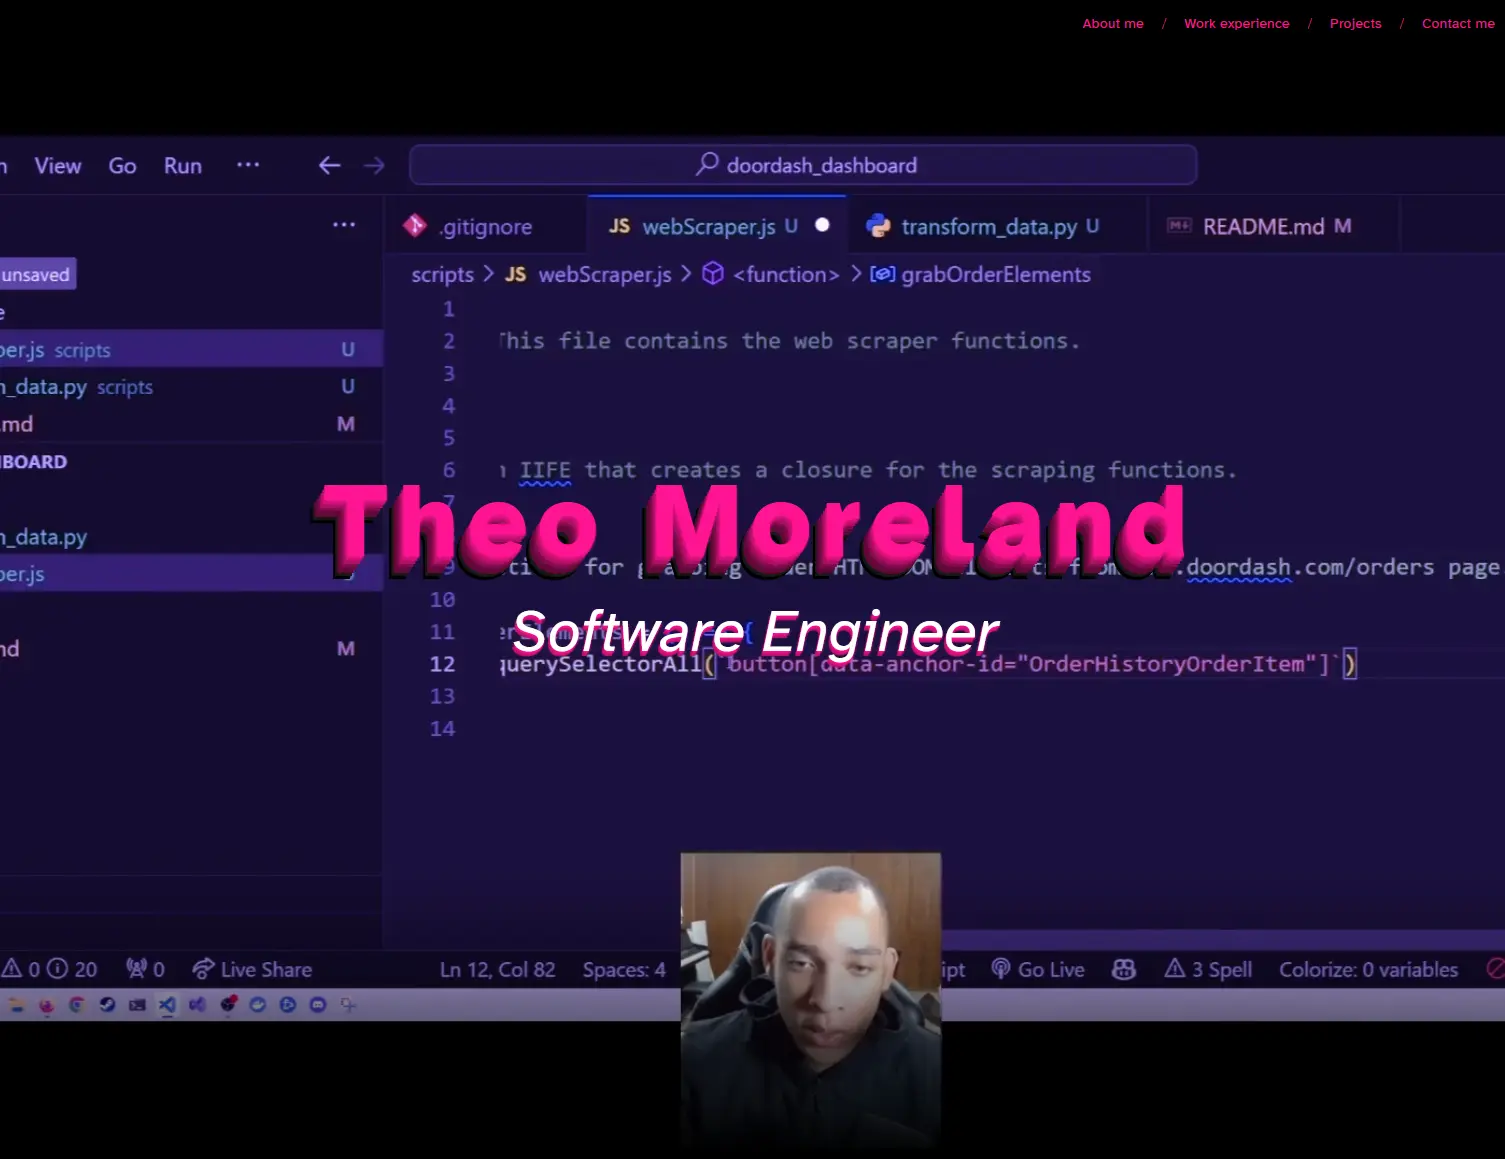 About me / Work experience / Projects / Contact me
View Go Run ...
doordash_dashboard
...
.gitignore
JS webScraper.js U
transform_data.py U
README.md M
unsaved
scripts > JS webScraper.js > <function> > grabOrderElements
1
2 This file contains the web scraper functions.
per.js scripts U
3
n_data.py scripts U
4
.md M
5
BOARD
6 IIFE that creates a closure for the scraping functions.
7
Theo Moreland
n_data.py
per.js
9 for .doordash.com/orders page
10
Software Engineer
11 {
nd M
12 querySelectorAll(`button[data-anchor-id="OrderHistoryOrderItem"]`)
13
14
0 20 0 Live Share Ln 12, Col 82 Spaces: 4 ipt Go Live 3 Spell Colorize: 0 variables